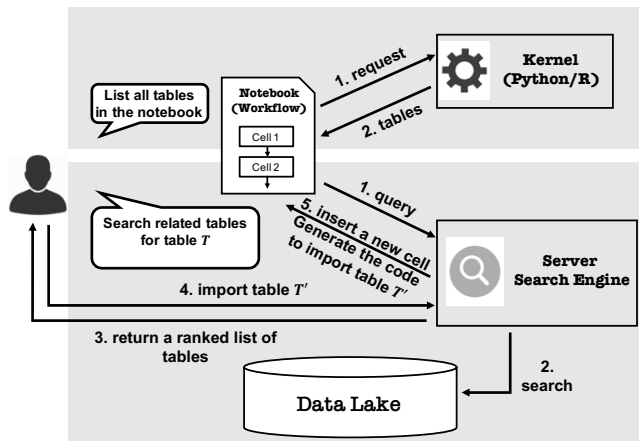 List all tables
in the notebook
Notebook
(Workflow)
Cell 1
Cell 2
1. request
2. tables
Kernel
(Python/R)
Search related tables
for table T
1. query
5. insert a new cell
Generate the code
to import table T′
Server
Search Engine
4. import table T′
3. return a ranked list of
tables
2.
search
Data Lake